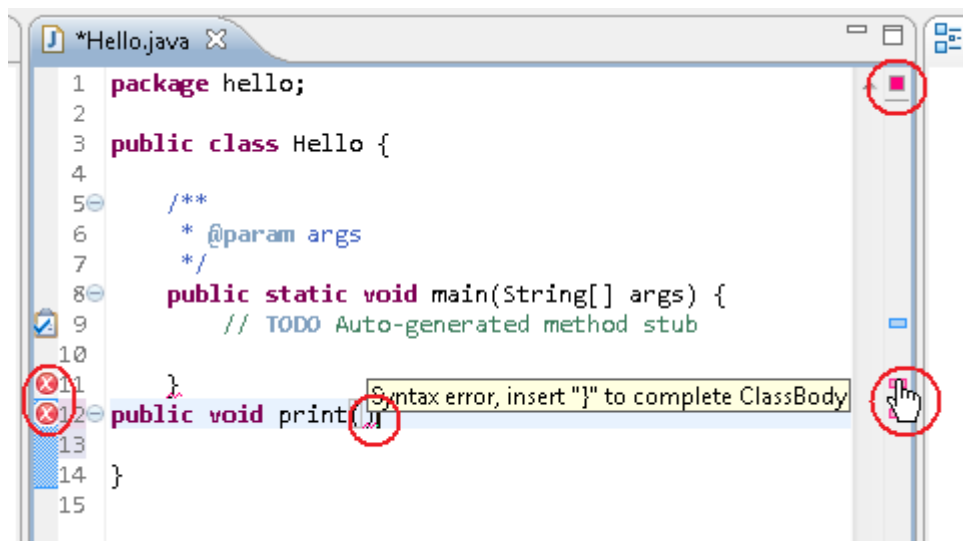 *Hello.java
1 package hello;
2
3 public class Hello {
4
5 /**
6 * @param args
7 */
8 public static void main(String[] args) {
9 // TODO Auto-generated method stub
10
11 }
Syntax error, insert "}" to complete ClassBody
12 public void print()
13
14 }
15